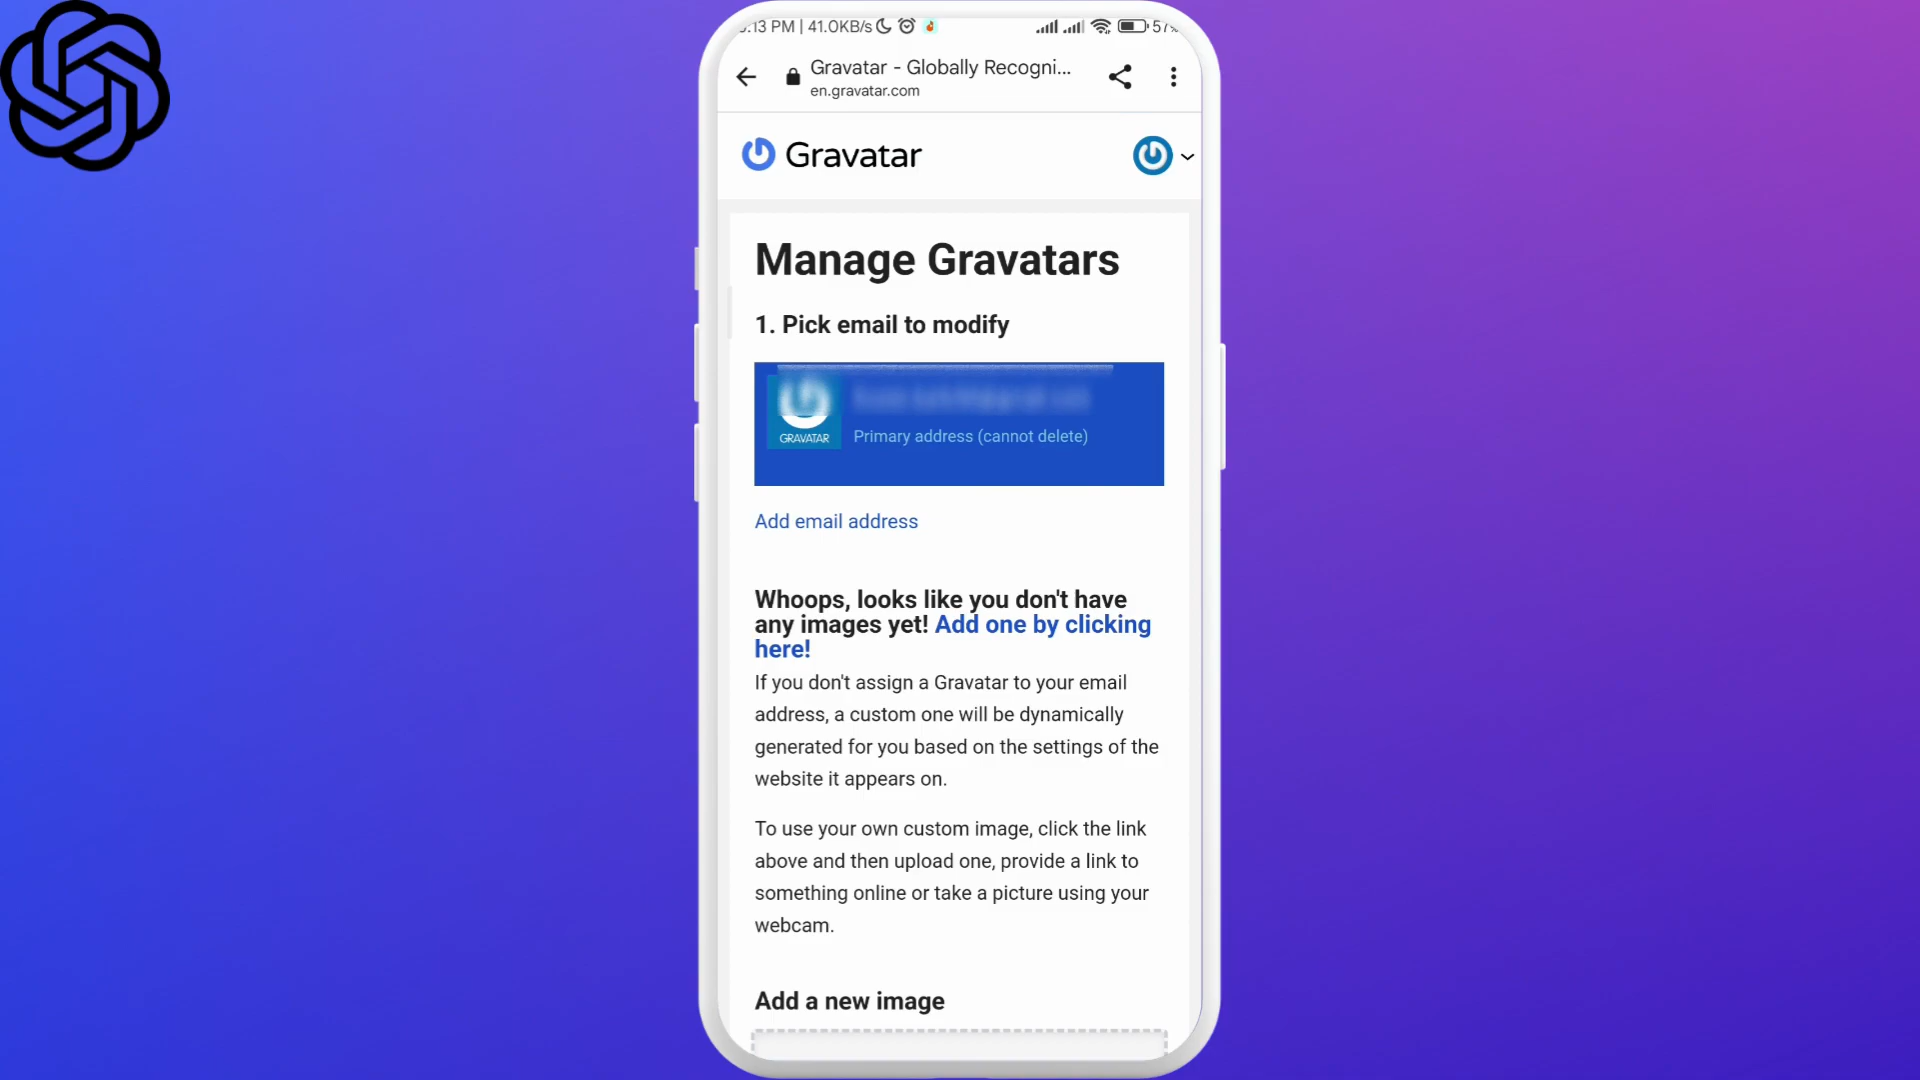 :13 PM | 41.0KB/s
57%
Gravatar - Globally Recogni...
en.gravatar.com
Gravatar
Manage Gravatars
1. Pick email to modify
GRAVATAR
Primary address (cannot delete)
Add email address
Whoops, looks like you don't have
any images yet! Add one by clicking
here!
If you don't assign a Gravatar to your email
address, a custom one will be dynamically
generated for you based on the settings of the
website it appears on.
To use your own custom image, click the link
above and then upload one, provide a link to
something online or take a picture using your
webcam.
Add a new image